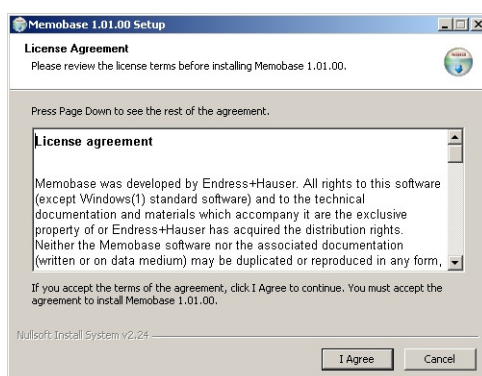 Memobase 1.01.00 Setup
License Agreement
Please review the license terms before installing Memobase 1.01.00.
Press Page Down to see the rest of the agreement.
License agreement
Memobase was developed by Endress+Hauser. All rights to this software
(except Windows(1) standard software) and to the technical
documentation and materials which accompany it are the exclusive
property of or Endress+Hauser has acquired the distribution rights.
Neither the Memobase software nor the associated documentation
(written or on data medium) may be duplicated or reproduced in any form,
If you accept the terms of the agreement, click I Agree to continue. You must accept the
agreement to install Memobase 1.01.00.
Nullsoft Install System v2.24
I Agree
Cancel